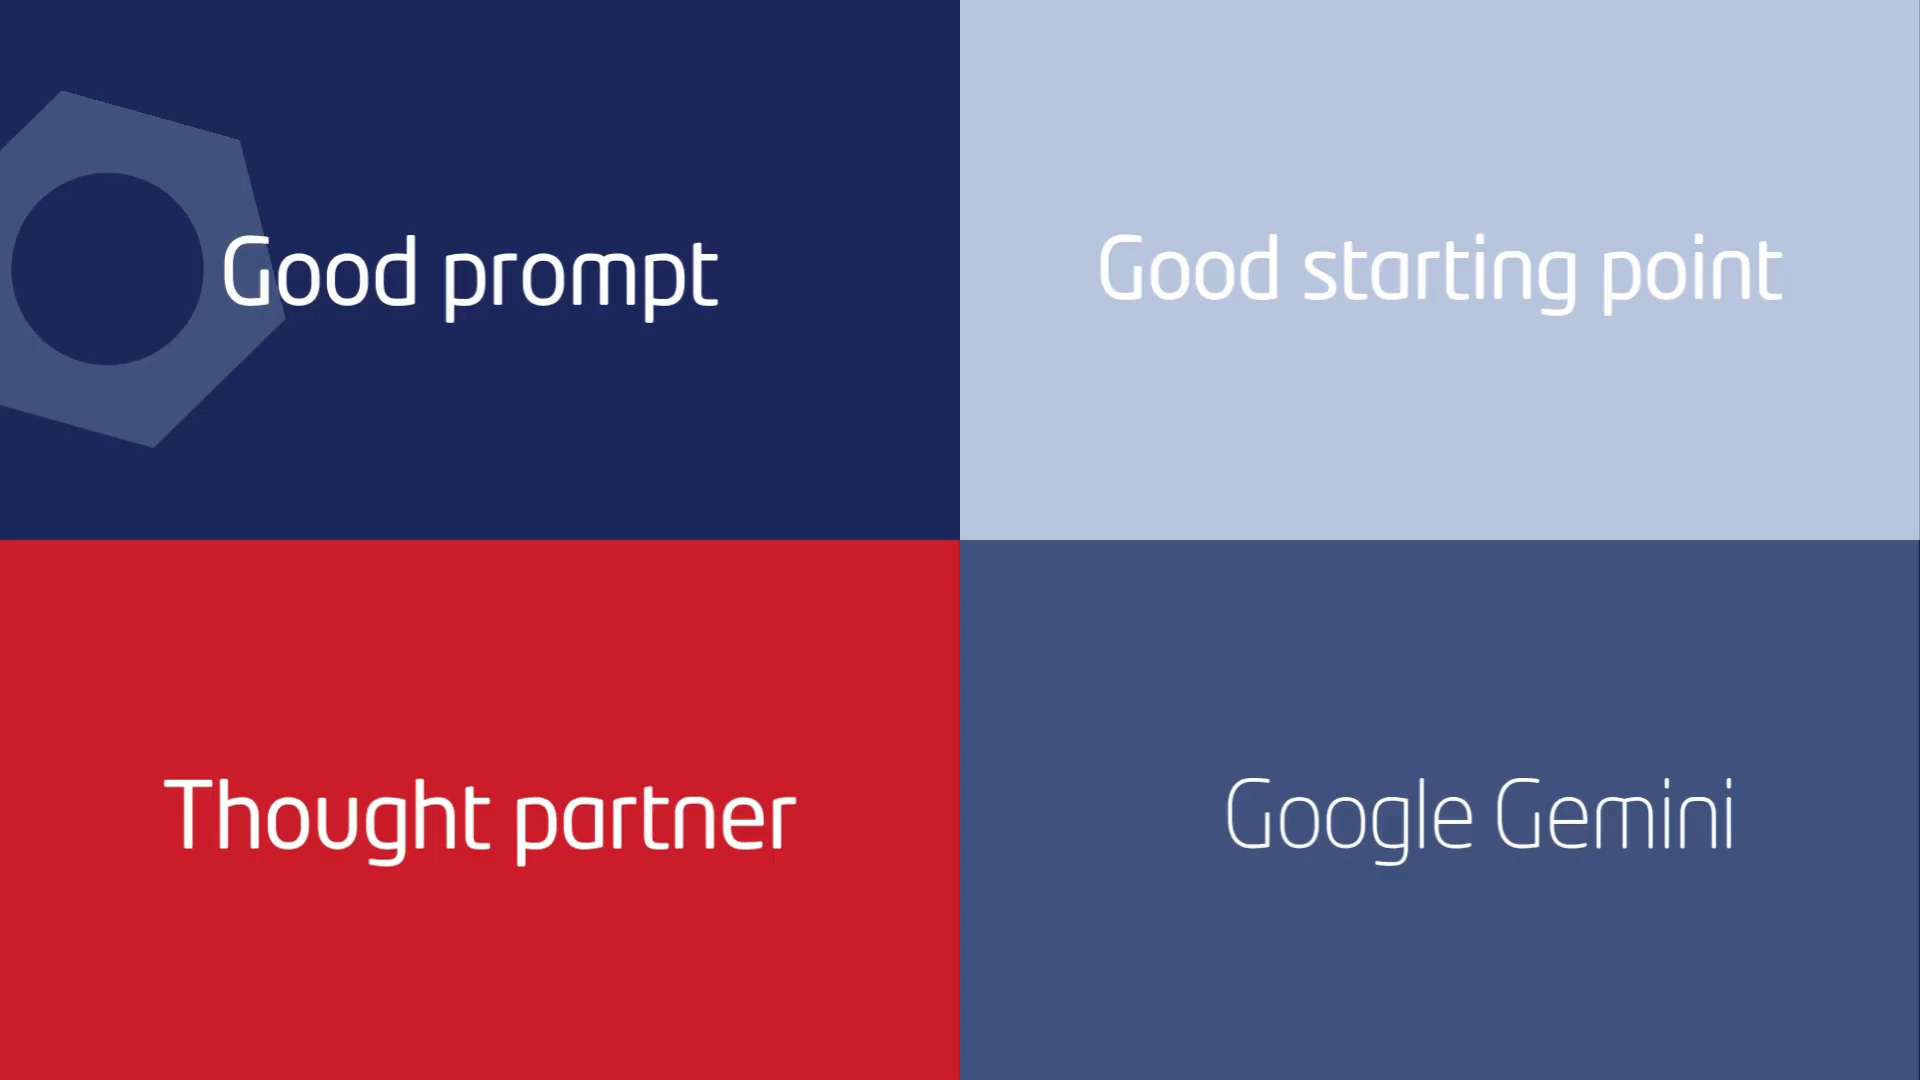 Good prompt
Good starting point
Thought partner
Google Gemini